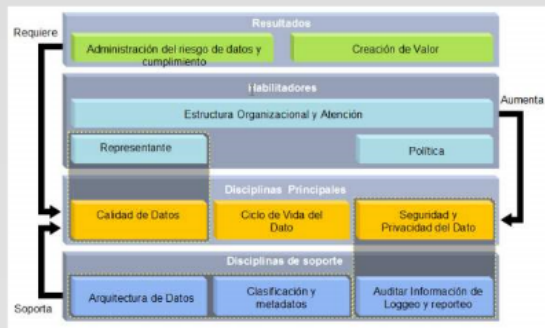 Resultados
Requiere
Administración del riesgo de datos y
cumplimiento
Creación de Valor
Habilitadores
Estructura Organizacional y Atención
Aumenta
Representante
Política
Disciplinas Principales
Calidad de Datos
Ciclo de Vida del
Dato
Seguridad y
Privacidad del Dato
Disciplinas de soporte
Soporta
Arquitectura de Datos
Clasificación y
metadatos
Auditar Información de
Loggeo y reporteo